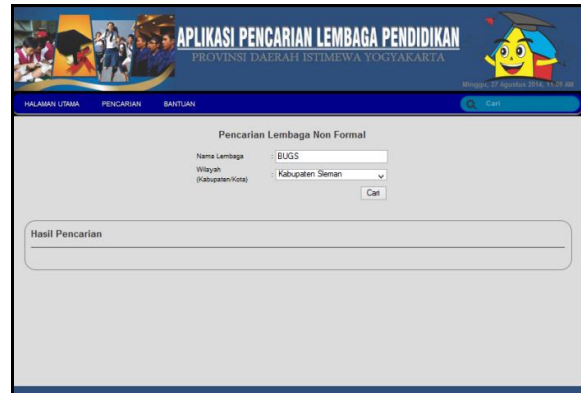 APLIKASI PENCARIAN LEMBAGA PENDIDIKAN
PROVINSI DAERAH ISTIMEWA YOGYAKARTA
Minggu, 27 Agustus
HALAMAN UTAMA PENCARIAN BANTUAN Cari
Pencarian Lembaga Non Formal
Nama Lembaga : BUGS
Wilayah
(Kabupaten/Kota) : Kabupaten Sleman
Cari
Hasil Pencarian